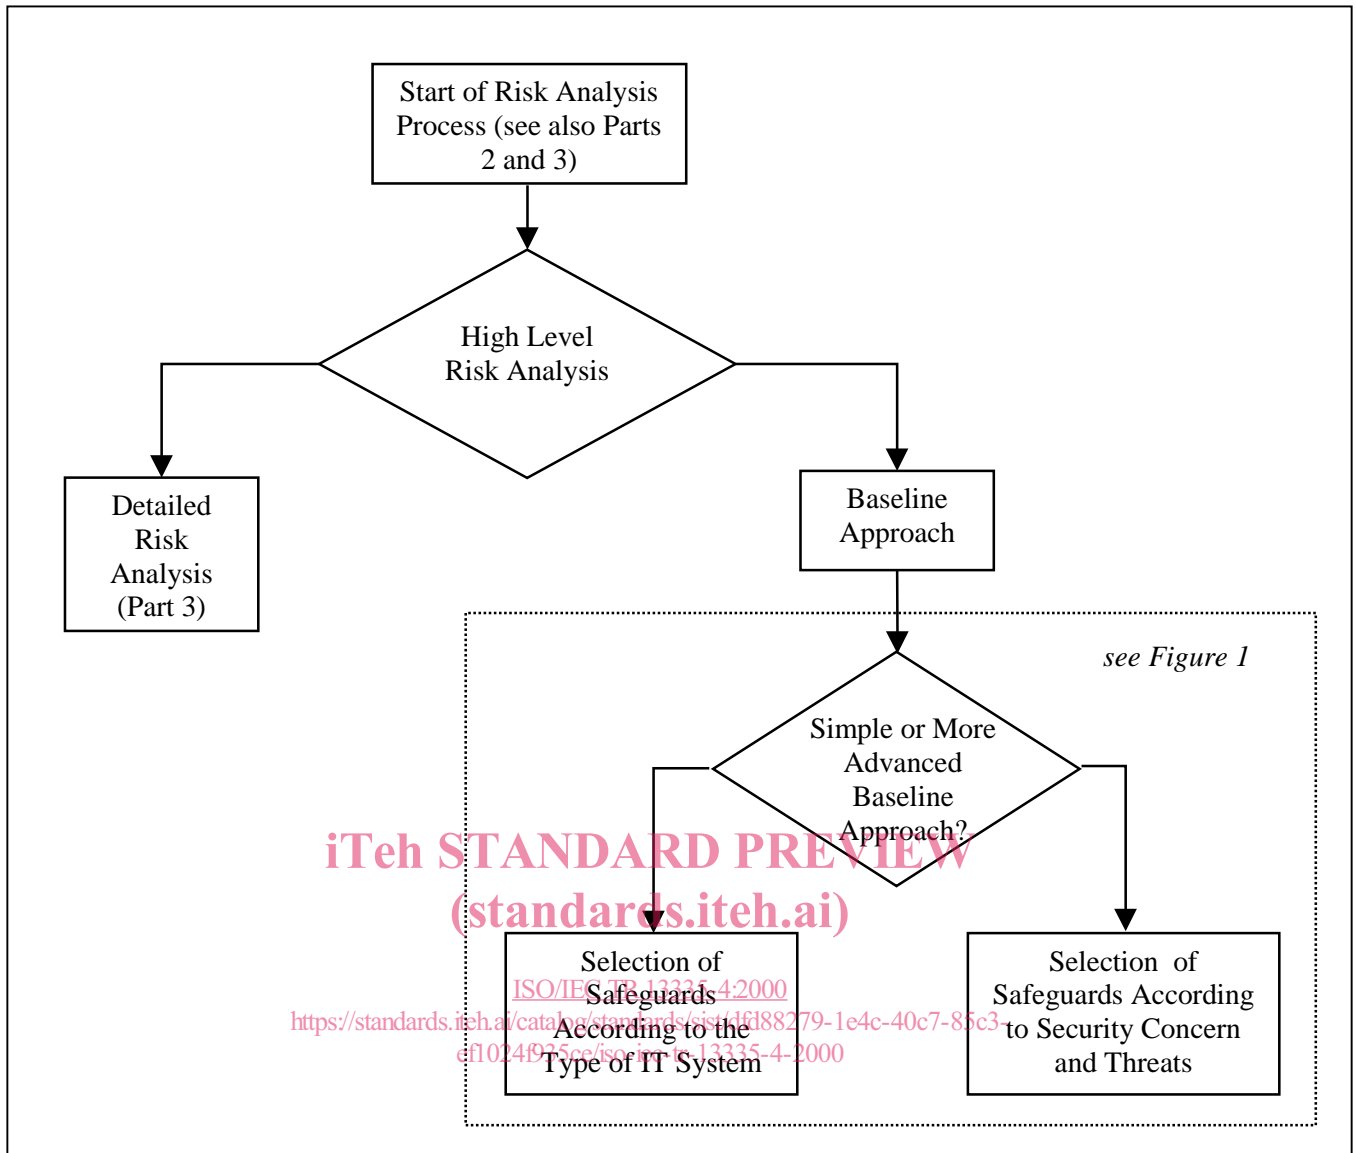 Start of Risk Analysis
Process (see also Parts
2 and 3)
High Level
Risk Analysis
Detailed
Risk
Analysis
(Part 3)
Baseline
Approach
see Figure 1
Simple or More
Advanced
Baseline
Approach?
iTeh STANDARD PREVIEW
(standards.iteh.ai)
Selection of
Safeguards
According to the
Type of IT System
Selection of
Safeguards According
to Security Concern
and Threats
ISO/IEC TR 13335-4:2000
https://standards.iteh.ai/catalog/standards/sist/dfd88279-1e4c-40c7-85c3-
ef1024f935ce/iso-iec-tr-13335-4-2000